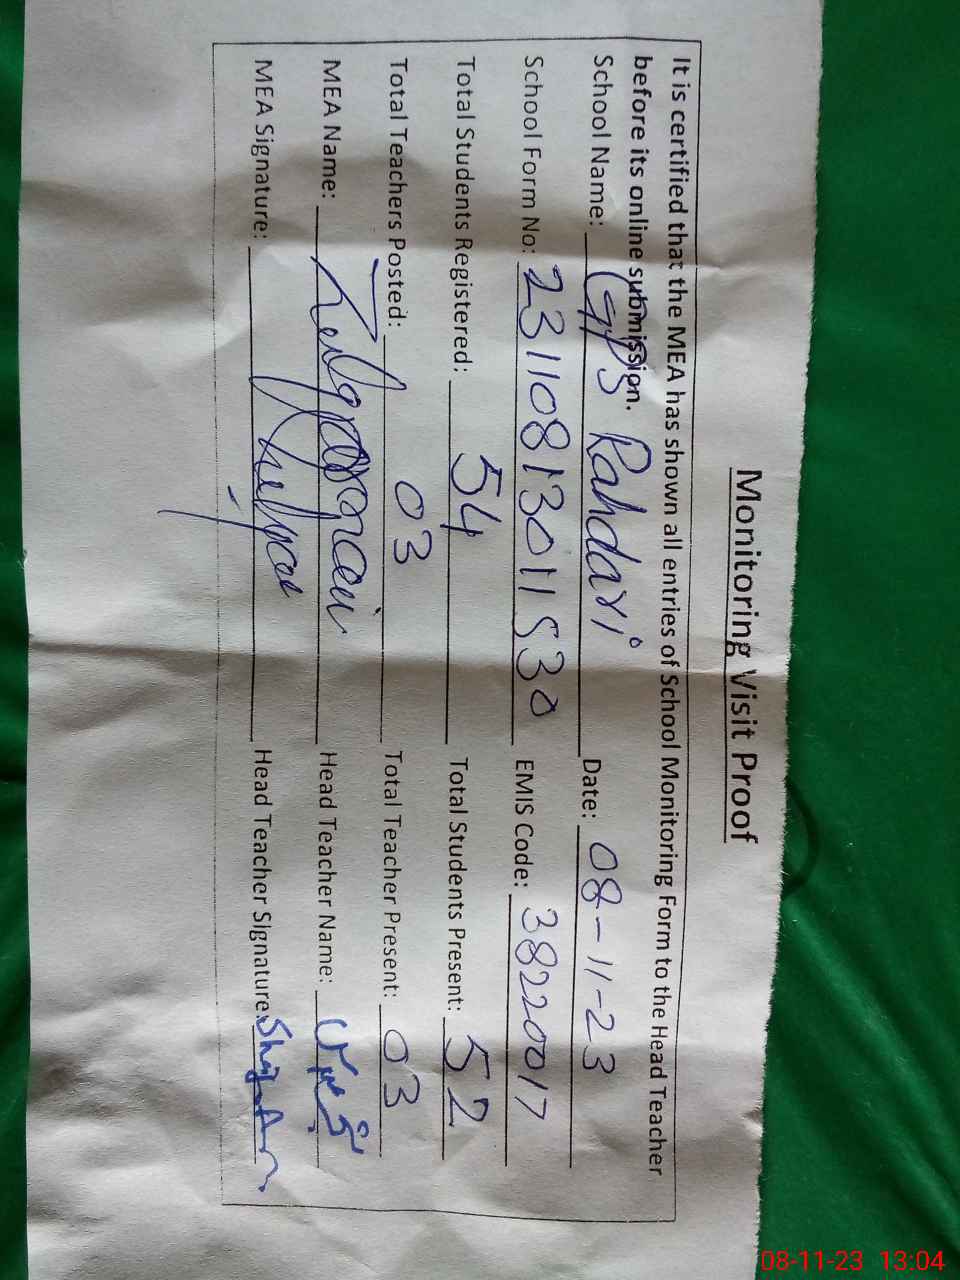 Monitoring Visit Proof
It is certified that the MEA has shown all entries of School Monitoring Form to the Head Teacher
before its online submission.
School Name: GPS Rahdari Date: 08-11-23
School Form No: 231108130115 30 EMIS Code: 38220017
Total Students Registered: 54 Total Students Present: 52
Total Teachers Posted: 03 Total Teacher Present: 03
MEA Name: Head Teacher Name:
MEA Signature: Head Teacher Signature:
08-11-23 13:04